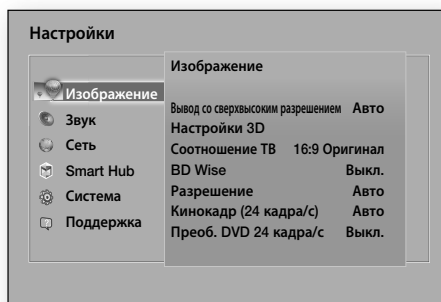 Настройки
Изображение
Звук
Сеть
Smart Hub
Система
Поддержка
Изображение
Вывод со сверхвысоким разрешением Авто
Настройки 3D
Соотношение ТВ 16:9 Оригинал
BD Wise Выкл.
Разрешение Авто
Кинокадр (24 кадра/с) Авто
Преоб. DVD 24 кадра/с Выкл.